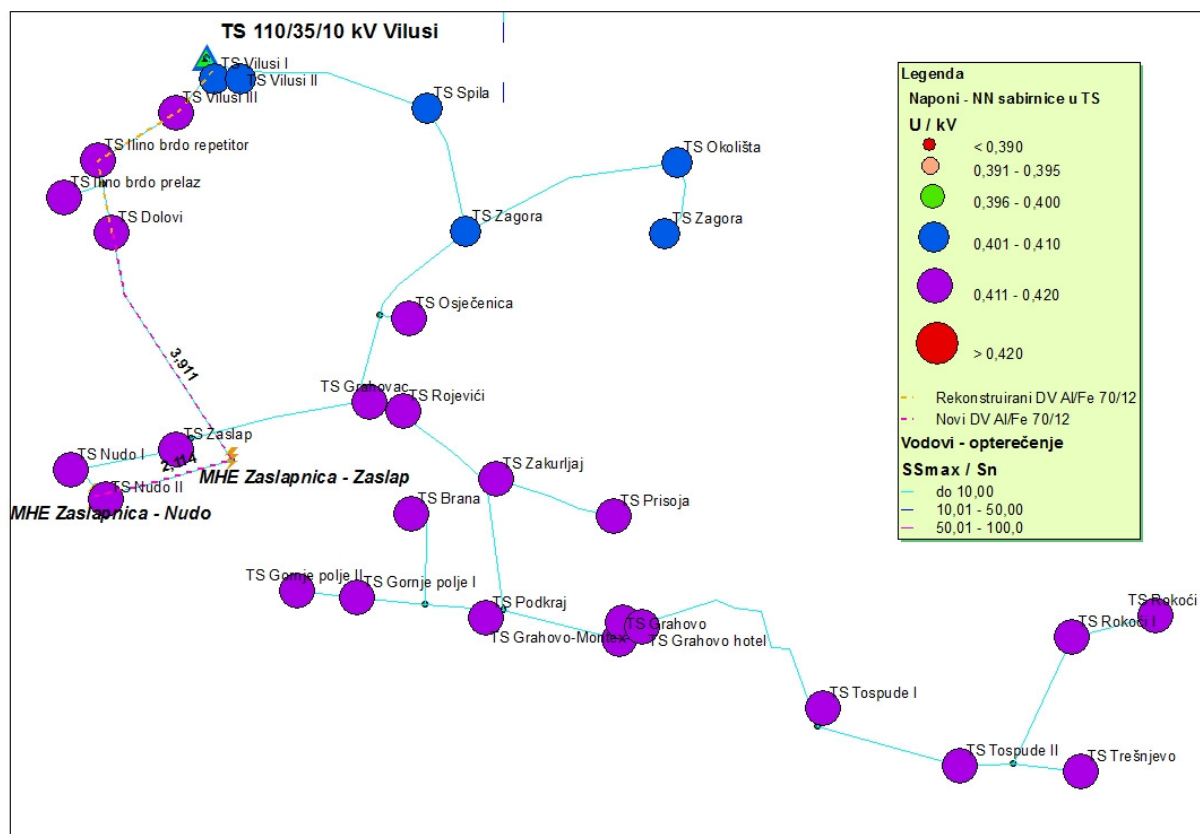 TS 110/35/10 kV Vilusi
TS Vilusi I
TS Vilusi II
TS Vilusi III
TS Spila
TS Ilino brdo repetitor
TS Okolišta
TS Ilino brdo prelaz
TS Dolovi
TS Zagora
TS Zagora
TS Osječenica
3,911
TS Grahovac
TS Rojevići
TS Zaslap
TS Nudo I
2,114
TS Zakurljaj
MHE Zaslapnica - Zaslap
TS Nudo II
TS Brana
TS Prisoja
MHE Zaslapnica - Nudo
TS Gornje polje II
TS Gornje polje I
TS Podkraj
TS Rokoći
TS Grahovo
TS Rokoći I
TS Grahovo-Montex
TS Grahovo hotel
TS Tospude I
TS Tospude II
TS Trešnjevo
Legenda
Naponi - NN sabirnice u TS
U / kV
< 0,390
0,391 - 0,395
0,396 - 0,400
0,401 - 0,410
0,411 - 0,420
> 0,420
Rekonstruirani DV Al/Fe 70/12
Novi DV Al/Fe 70/12
Vodovi - opterečenje
SSmax / Sn
do 10,00
10,01 - 50,00
50,01 - 100,0